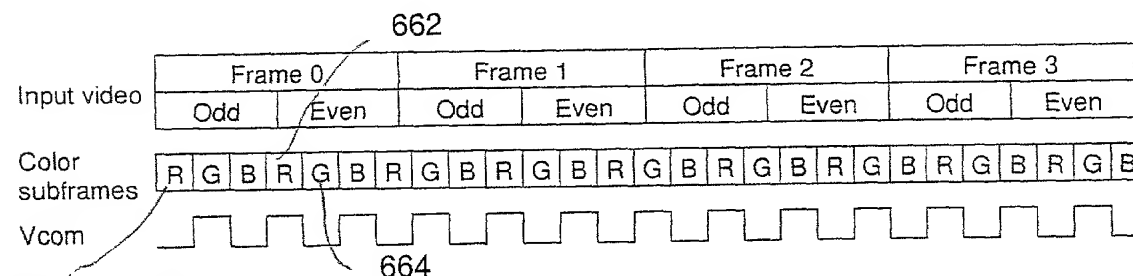 662
Input video
Frame 0 Frame 1 Frame 2 Frame 3
Odd Even Odd Even Odd Even Odd Even
Color subframes
R G B R G B R G B R G B R G B R G B R G B R G B R G B
Vcom
664